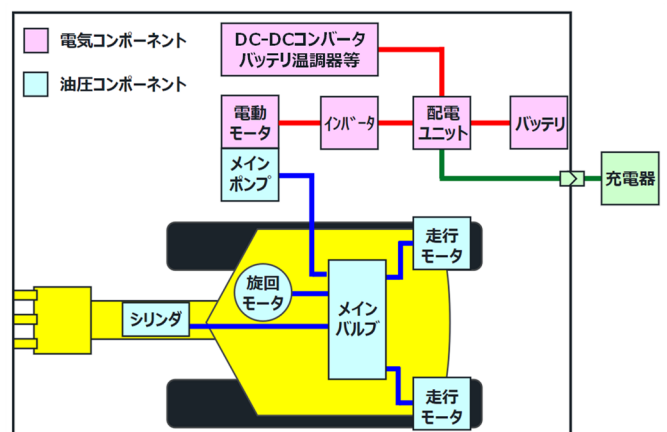 電気コンポーネント
油圧コンポーネント
DC-DCコンバータ
バッテリ温調器等
電動
モータ
ｲﾝﾊﾞｰﾀ
配電
ユニット
バッテリ
メイン
ポンプ
充電器
走行
モータ
旋回
モータ
メイン
バルブ
シリンダ
走行
モータ